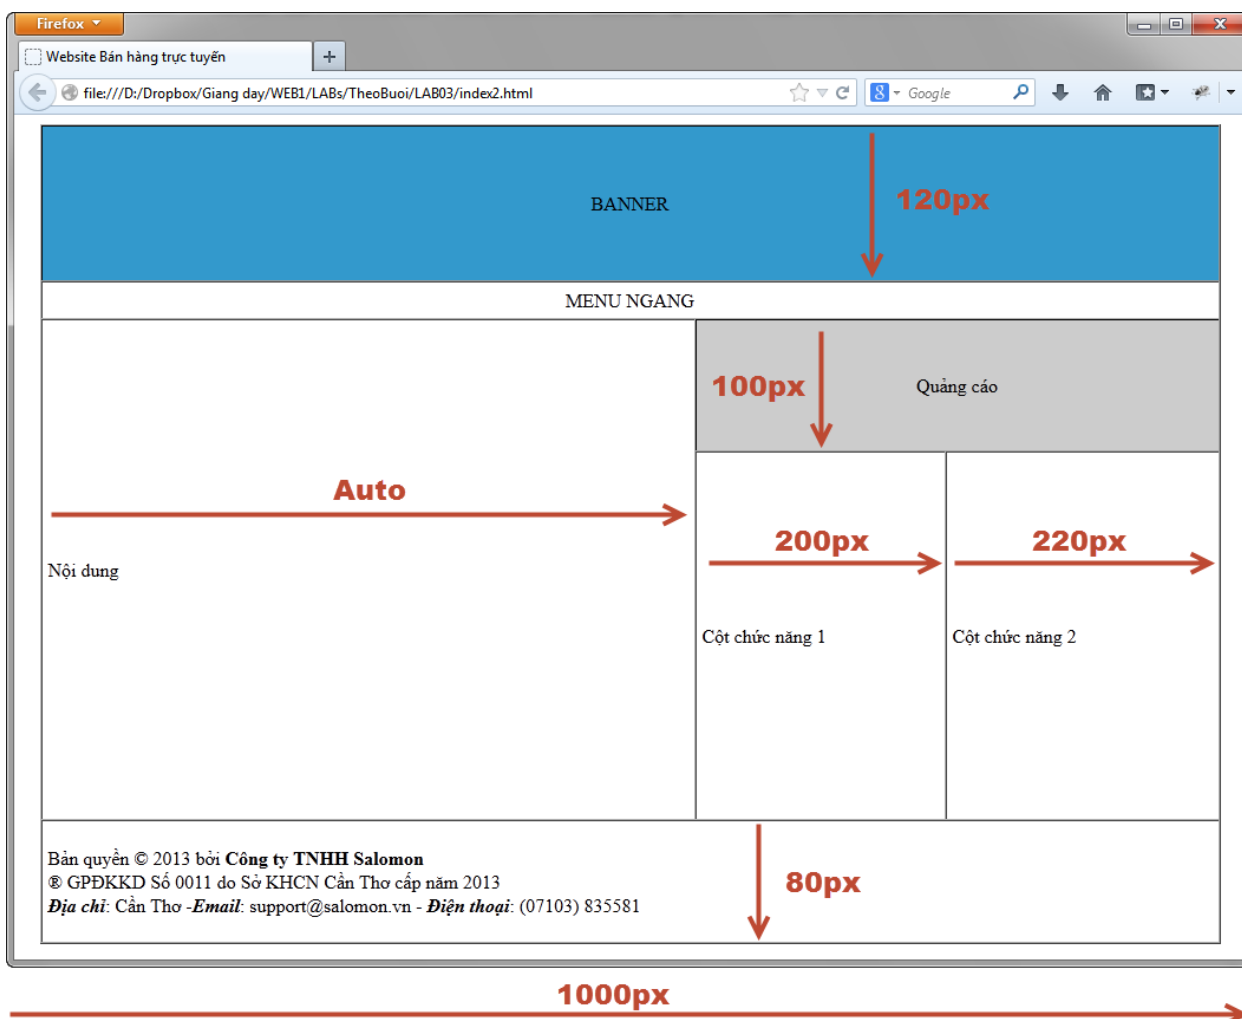 Firefox
Website Bán hàng trực tuyến
file:///D:/Dropbox/Giang day/WEB1/LABs/TheoBuoi/LAB03/index2.html
8 Google
BANNER
120px
MENU NGANG
100px
Quảng cáo
Auto
200px
220px
Nội dung
Cột chức năng 1
Cột chức năng 2
Bản quyền © 2013 bởi Công ty TNHH Salomon
® GPĐKKD Số 0011 do Sở KHCN Cần Thơ cấp năm 2013
Địa chỉ: Cần Thơ -Email: support@salomon.vn - Điện thoại: (07103) 835581
80px
1000px